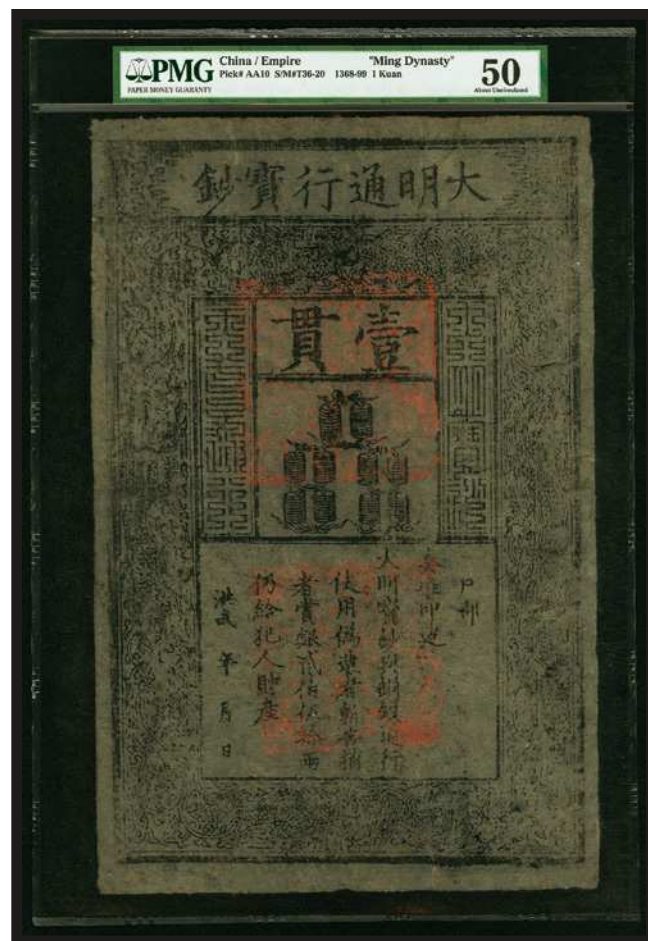 PMG
PAPER MONEY GUARANTY
China / Empire "Ming Dynasty"
Pick# AA10 S/M#T36-20 1368-99 1 Kuan
50
About Uncirculated
大明通行寶鈔
壹貫
戶部
奏准印造
大明寶鈔與銅錢通行
使用偽造者斬告捕
者賞銀貳佰伍拾兩
仍給犯人財產
洪武 年 月 日